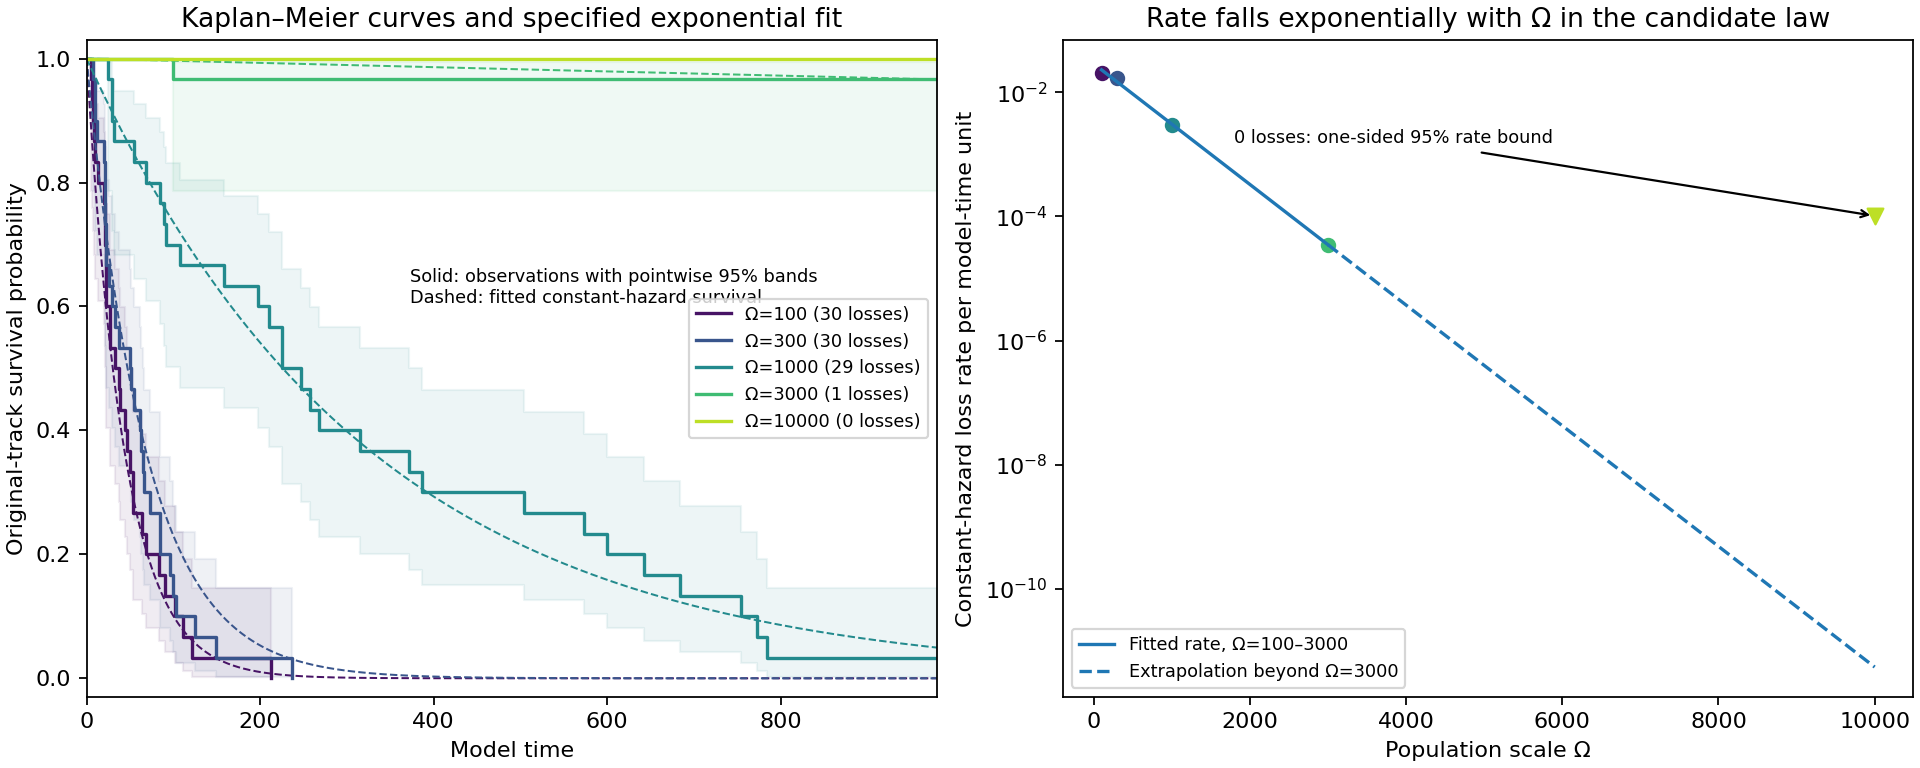 Kaplan–Meier curves and specified exponential fit
Original-track survival probability
1.0
0.8
0.6
0.4
0.2
0.0
Solid: observations with pointwise 95% bands
Dashed: fitted constant-hazard survival
Ω=100 (30 losses)
Ω=300 (30 losses)
Ω=1000 (29 losses)
Ω=3000 (1 losses)
Ω=10000 (0 losses)
0
200
400
600
800
Model time
Rate falls exponentially with Ω in the candidate law
Constant-hazard loss rate per model-time unit
10⁻²
10⁻⁴
10⁻⁶
10⁻⁸
10⁻¹⁰
0 losses: one-sided 95% rate bound
Fitted rate, Ω=100–3000
Extrapolation beyond Ω=3000
0
2000
4000
6000
8000
10000
Population scale Ω